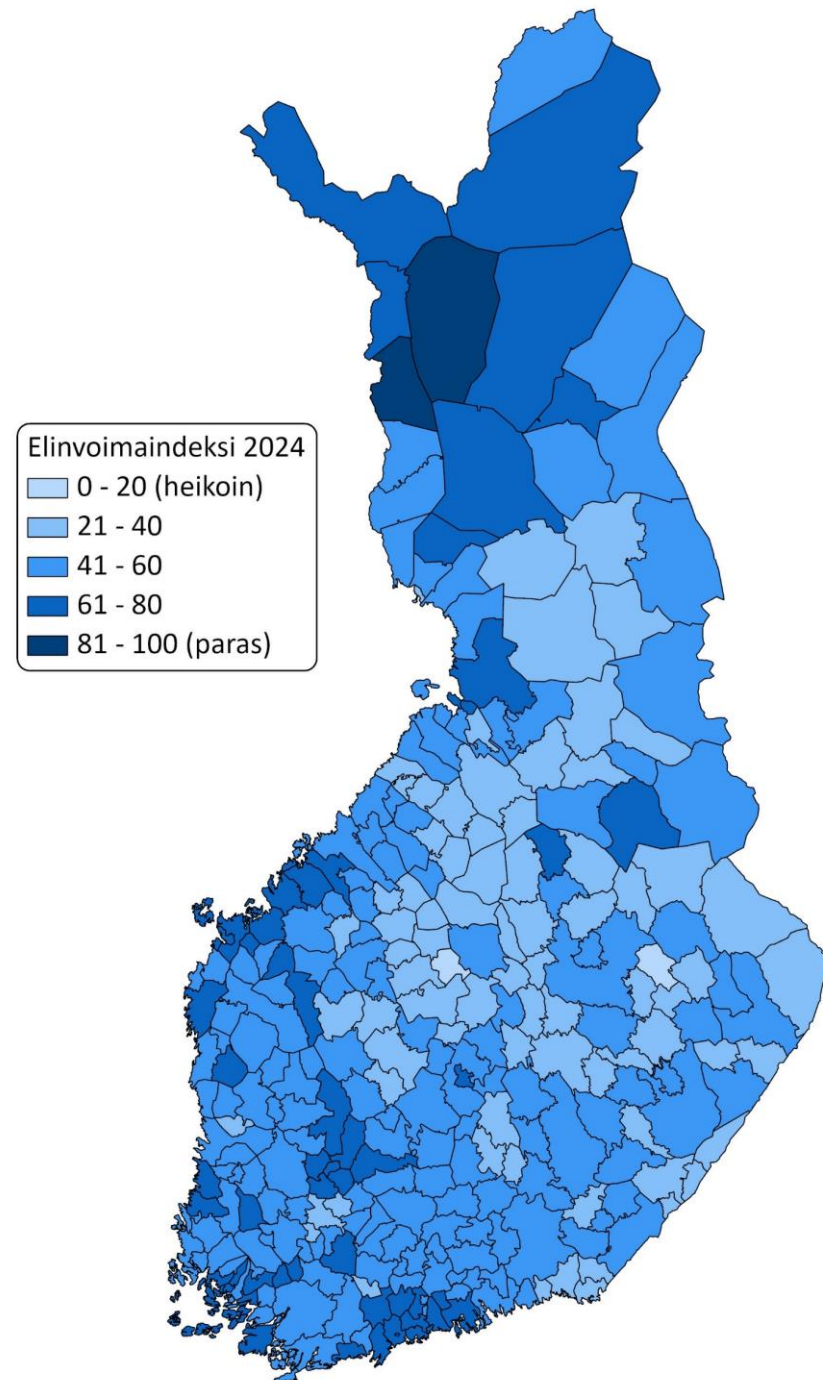 Elinvoimaindeksi 2024
0 - 20 (heikoin)
21 - 40
41 - 60
61 - 80
81 - 100 (paras)